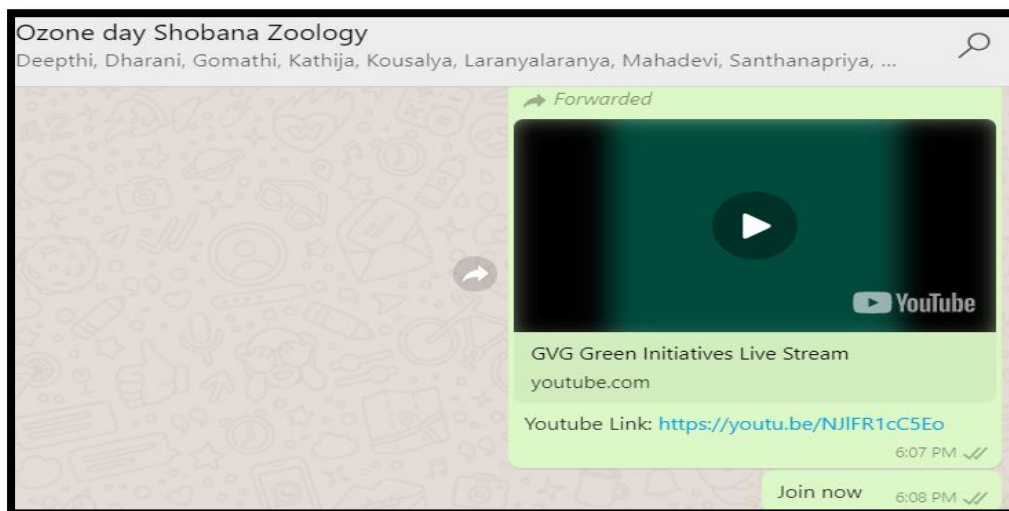 Ozone day Shobana Zoology
Deepthi, Dharani, Gomathi, Kathija, Kousalya, Laranyalaranya, Mahadevi, Santhanapriya, ...
Forwarded
YouTube
GVG Green Initiatives Live Stream
youtube.com
Youtube Link: https://youtu.be/NJlFR1cC5Eo
6:07 PM
Join now
6:08 PM